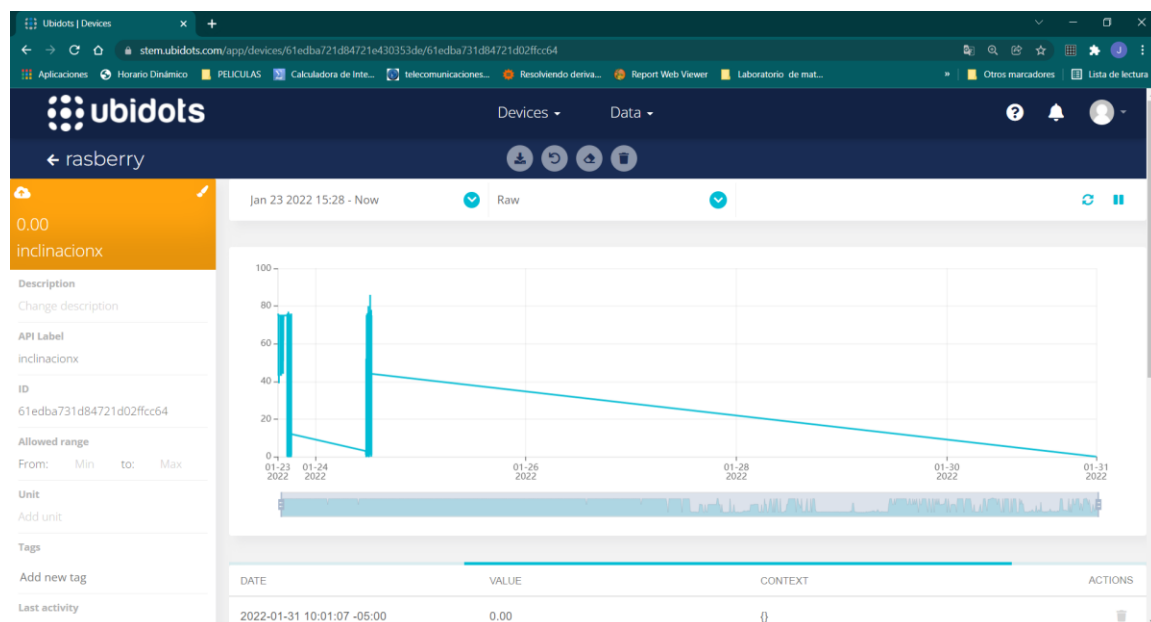 Ubidots | Devices
stem.ubidots.com/app/devices/61edba721d84721e430353de/61edba731d84721d02ffcc64
Aplicaciones Horario Dinámico PELICULAS Calculadora de Inte... telecomunicaciones... Resolviendo deriva... Report Web Viewer Laboratorio de mat... » Otros marcadores Lista de lectura
ubidots Devices Data
rasberry
0.00
inclinacionx
Jan 23 2022 15:28 - Now Raw
Description
Change description
API Label
inclinacionx
ID
61edba731d84721d02ffcc64
Allowed range
From: Min to: Max
Unit
Add unit
Tags
Add new tag
Last activity
100
80
60
40
20
0
01-23 01-24 01-26 01-28 01-30 01-31
2022 2022 2022 2022 2022 2022
DATE VALUE CONTEXT ACTIONS
2022-01-31 10:01:07 -05:00 0.00 {}